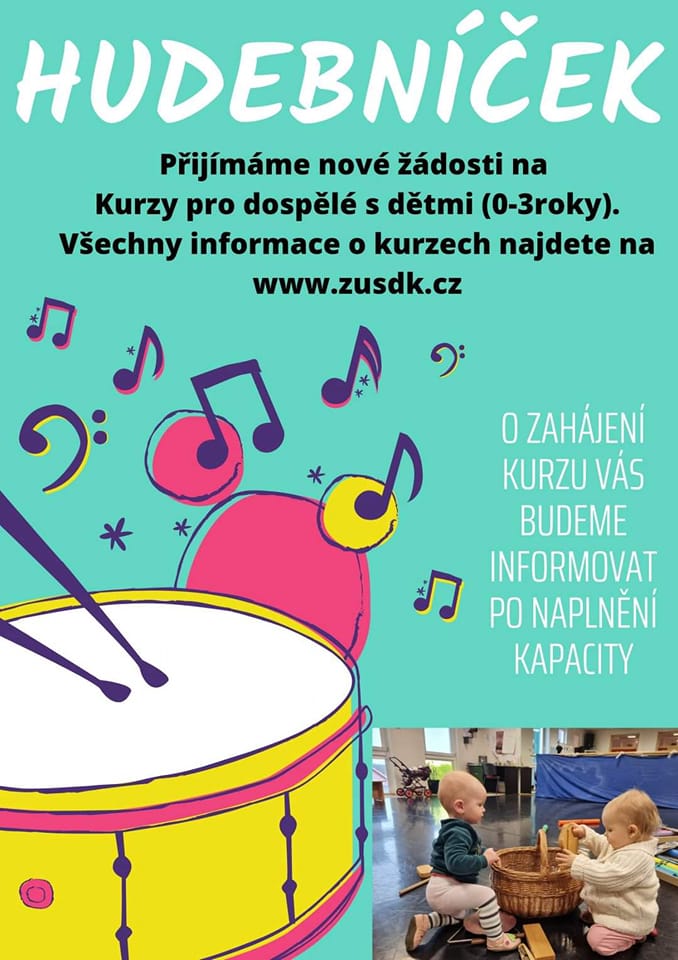 HUDEBNÍČEK
Přijímáme nové žádosti na
Kurzy pro dospělé s dětmi (0-3roky).
Všechny informace o kurzech najdete na
www.zusdk.cz
O ZAHÁJENÍ
KURZU VÁS
BUDEME
INFORMOVAT
PO NAPLNĚNÍ
KAPACITY